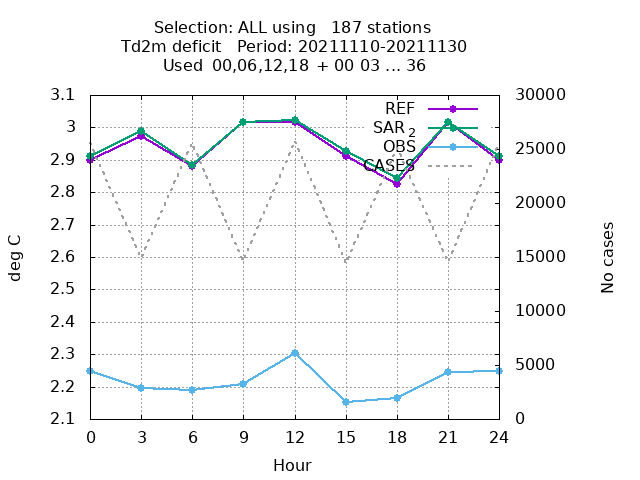 Selection: ALL using   187 stations
Td2m deficit   Period: 20211110-20211130
Used  00,06,12,18  + 00 03 ... 36
3.1
3
2.9
2.8
2.7
2.6
2.5
2.4
2.3
2.2
2.1
30000
25000
20000
15000
10000
5000
0
REF
SAR 2
OBS
CASES
deg C
No cases
0 3 6 9 12 15 18 21 24
Hour